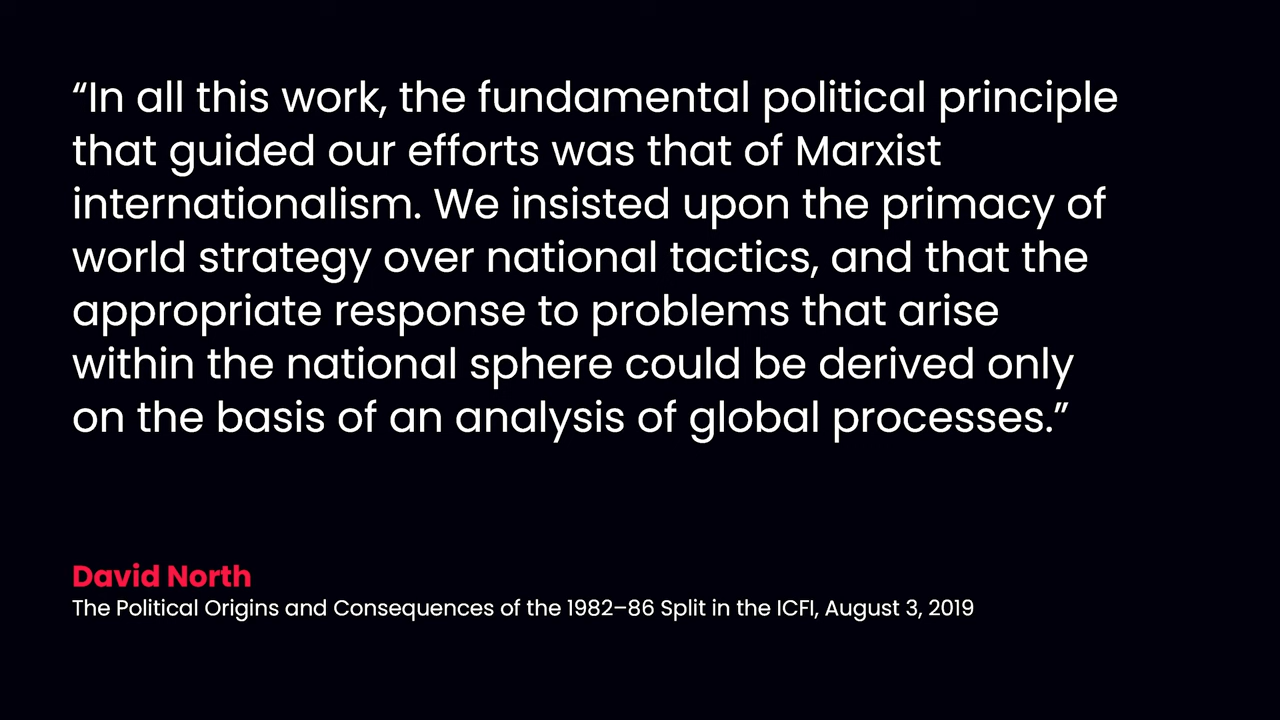 “In all this work, the fundamental political principle
that guided our efforts was that of Marxist
internationalism. We insisted upon the primacy of
world strategy over national tactics, and that the
appropriate response to problems that arise
within the national sphere could be derived only
on the basis of an analysis of global processes.”
David North
The Political Origins and Consequences of the 1982–86 Split in the ICFI, August 3, 2019